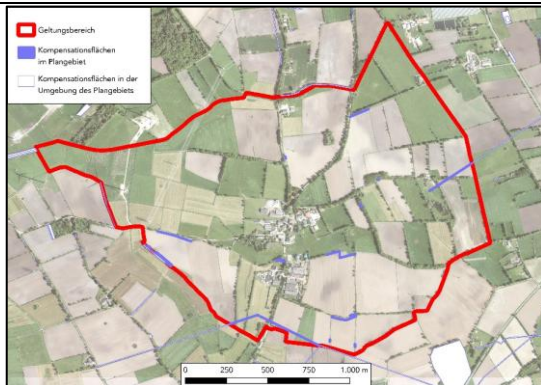 Geltungsbereich
Kompensationsflächen
im Plangebiet
Kompensationsflächen in der
Umgebung des Plangebiets
0 250 500 750 1.000 m